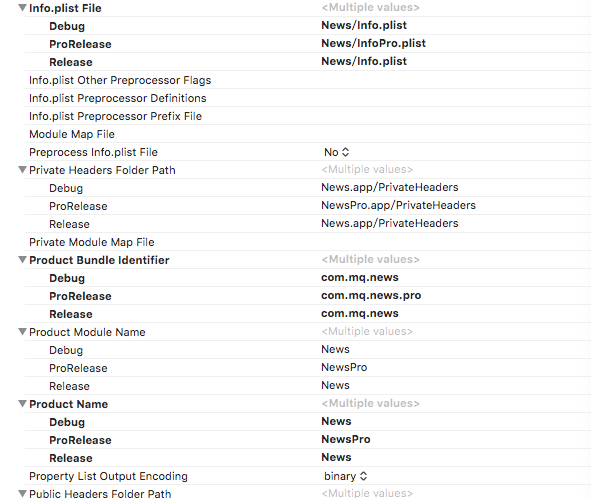 Info.plist File <Multiple values>
Debug News/Info.plist
ProRelease News/InfoPro.plist
Release News/Info.plist
Info.plist Other Preprocessor Flags
Info.plist Preprocessor Definitions
Info.plist Preprocessor Prefix File
Module Map File
Preprocess Info.plist File No
Private Headers Folder Path <Multiple values>
Debug News.app/PrivateHeaders
ProRelease NewsPro.app/PrivateHeaders
Release News.app/PrivateHeaders
Private Module Map File
Product Bundle Identifier <Multiple values>
Debug com.mq.news
ProRelease com.mq.news.pro
Release com.mq.news
Product Module Name <Multiple values>
Debug News
ProRelease NewsPro
Release News
Product Name <Multiple values>
Debug News
ProRelease NewsPro
Release News
Property List Output Encoding binary
Public Headers Folder Path <Multiple values>